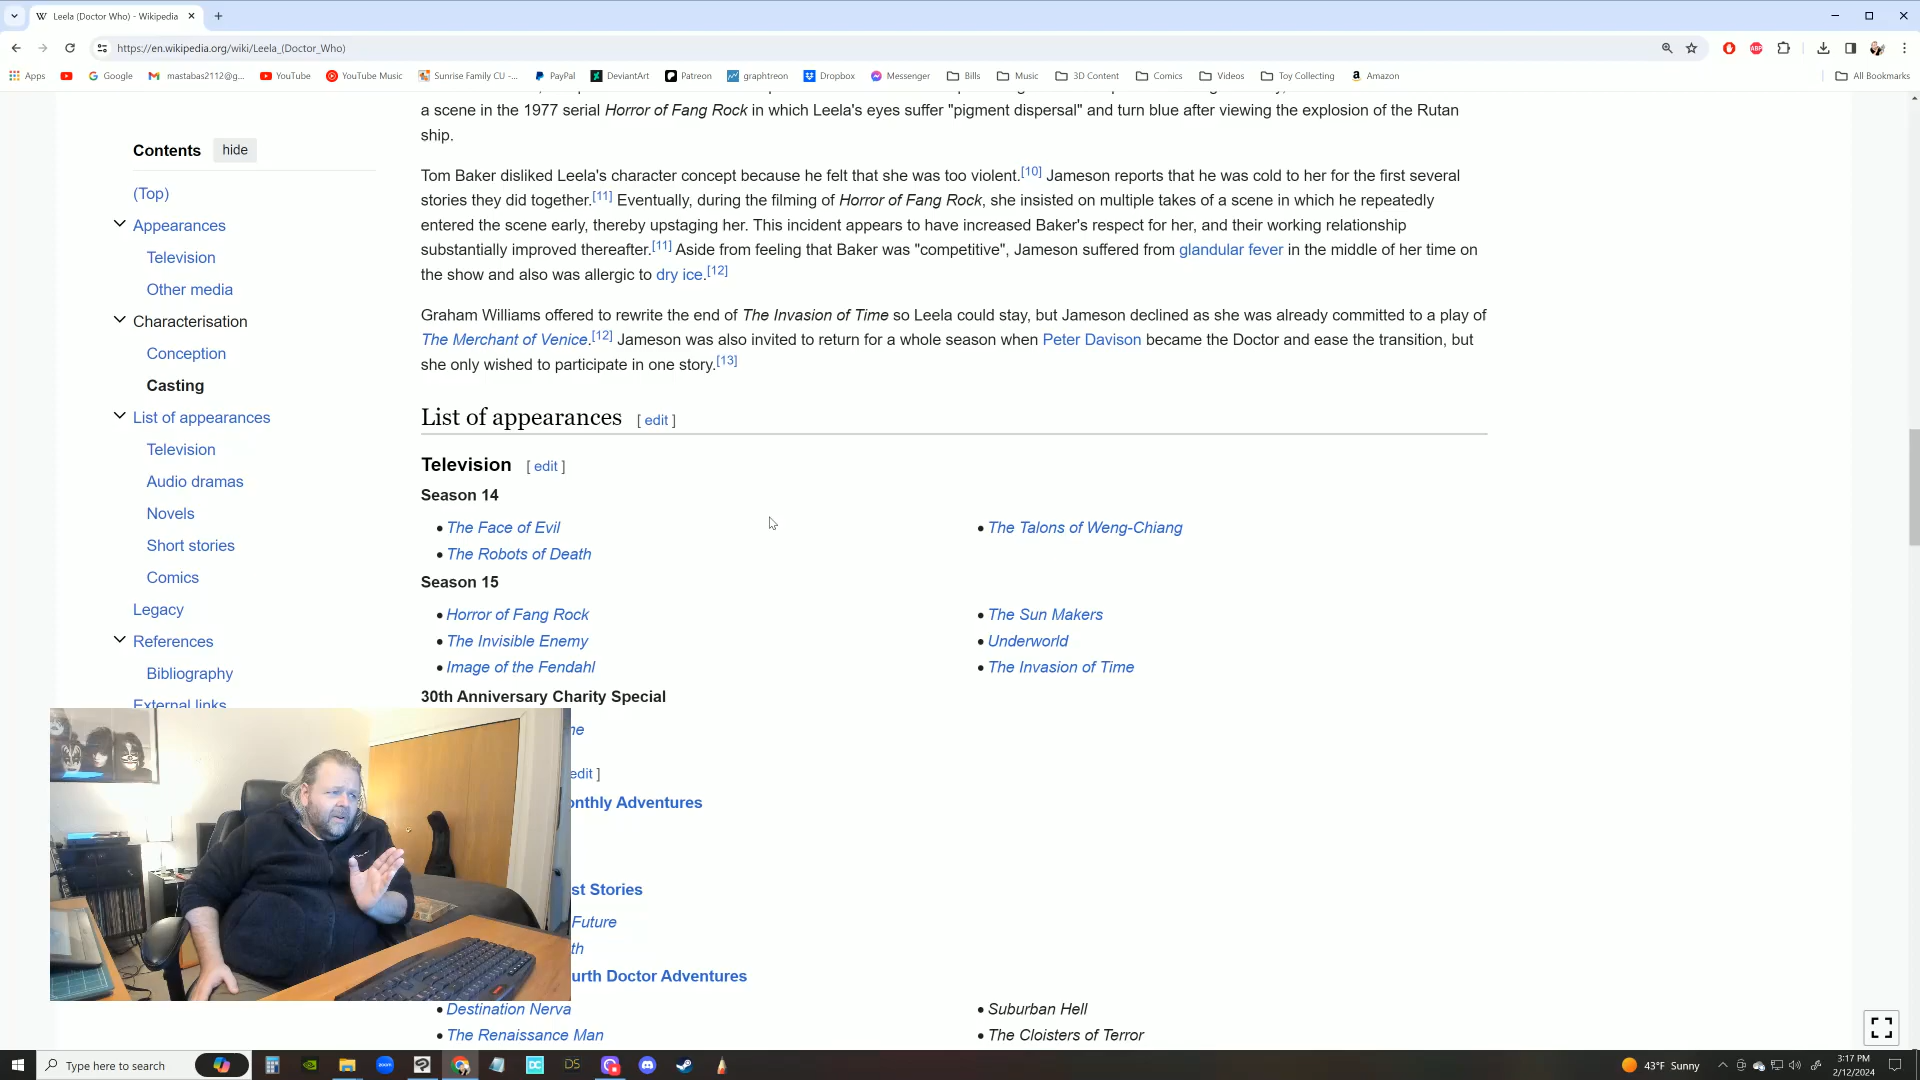 Leela (Doctor Who) - Wikipedia
https://en.wikipedia.org/wiki/Leela_(Doctor_Who)
Apps Google mastabas2112@g... YouTube YouTube Music Sunrise Family CU -... PayPal DeviantArt Patreon graphtreon Dropbox Messenger Bills Music 3D Content Comics Videos Toy Collecting Amazon All Bookmarks
Contents hide
(Top)
Appearances
Television
Other media
Characterisation
Conception
Casting
List of appearances
Television
Audio dramas
Novels
Short stories
Comics
Legacy
References
Bibliography
External links
a scene in the 1977 serial Horror of Fang Rock in which Leela's eyes suffer "pigment dispersal" and turn blue after viewing the explosion of the Rutan
ship.
Tom Baker disliked Leela's character concept because he felt that she was too violent.[10] Jameson reports that he was cold to her for the first several
stories they did together.[11] Eventually, during the filming of Horror of Fang Rock, she insisted on multiple takes of a scene in which he repeatedly
entered the scene early, thereby upstaging her. This incident appears to have increased Baker's respect for her, and their working relationship
substantially improved thereafter.[11] Aside from feeling that Baker was "competitive", Jameson suffered from glandular fever in the middle of her time on
the show and also was allergic to dry ice.[12]
Graham Williams offered to rewrite the end of The Invasion of Time so Leela could stay, but Jameson declined as she was already committed to a play of
The Merchant of Venice.[12] Jameson was also invited to return for a whole season when Peter Davison became the Doctor and ease the transition, but
she only wished to participate in one story.[13]
List of appearances [ edit ]
Television [ edit ]
Season 14
• The Face of Evil
• The Robots of Death
• The Talons of Weng-Chiang
Season 15
• Horror of Fang Rock
• The Invisible Enemy
• Image of the Fendahl
• The Sun Makers
• Underworld
• The Invasion of Time
30th Anniversary Charity Special
ne
edit ]
onthly Adventures
st Stories
Future
th
urth Doctor Adventures
• Destination Nerva
• The Renaissance Man
• Suburban Hell
• The Cloisters of Terror
Type here to search
43°F Sunny
3:17 PM
2/12/2024